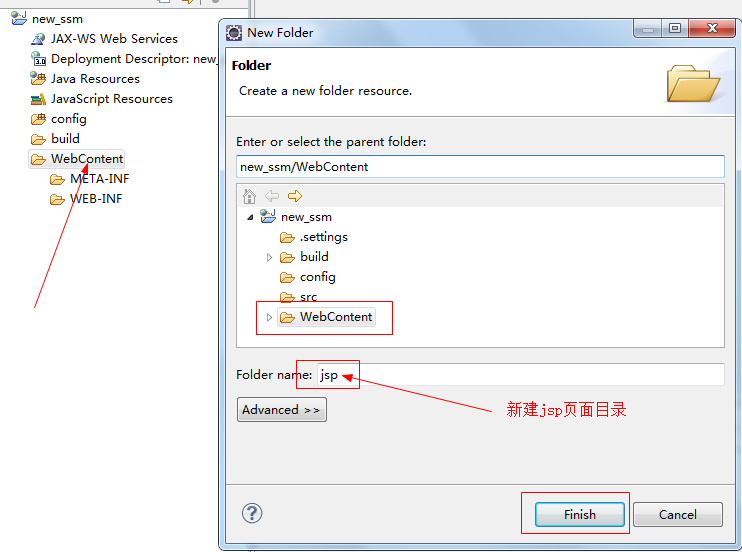 new_ssm
JAX-WS Web Services
Deployment Descriptor: new_
Java Resources
JavaScript Resources
config
build
WebContent
META-INF
WEB-INF
New Folder
Folder
Create a new folder resource.
Enter or select the parent folder:
new_ssm/WebContent
new_ssm
.settings
build
config
src
WebContent
Folder name: jsp
Advanced >>
新建jsp页面目录
Finish Cancel